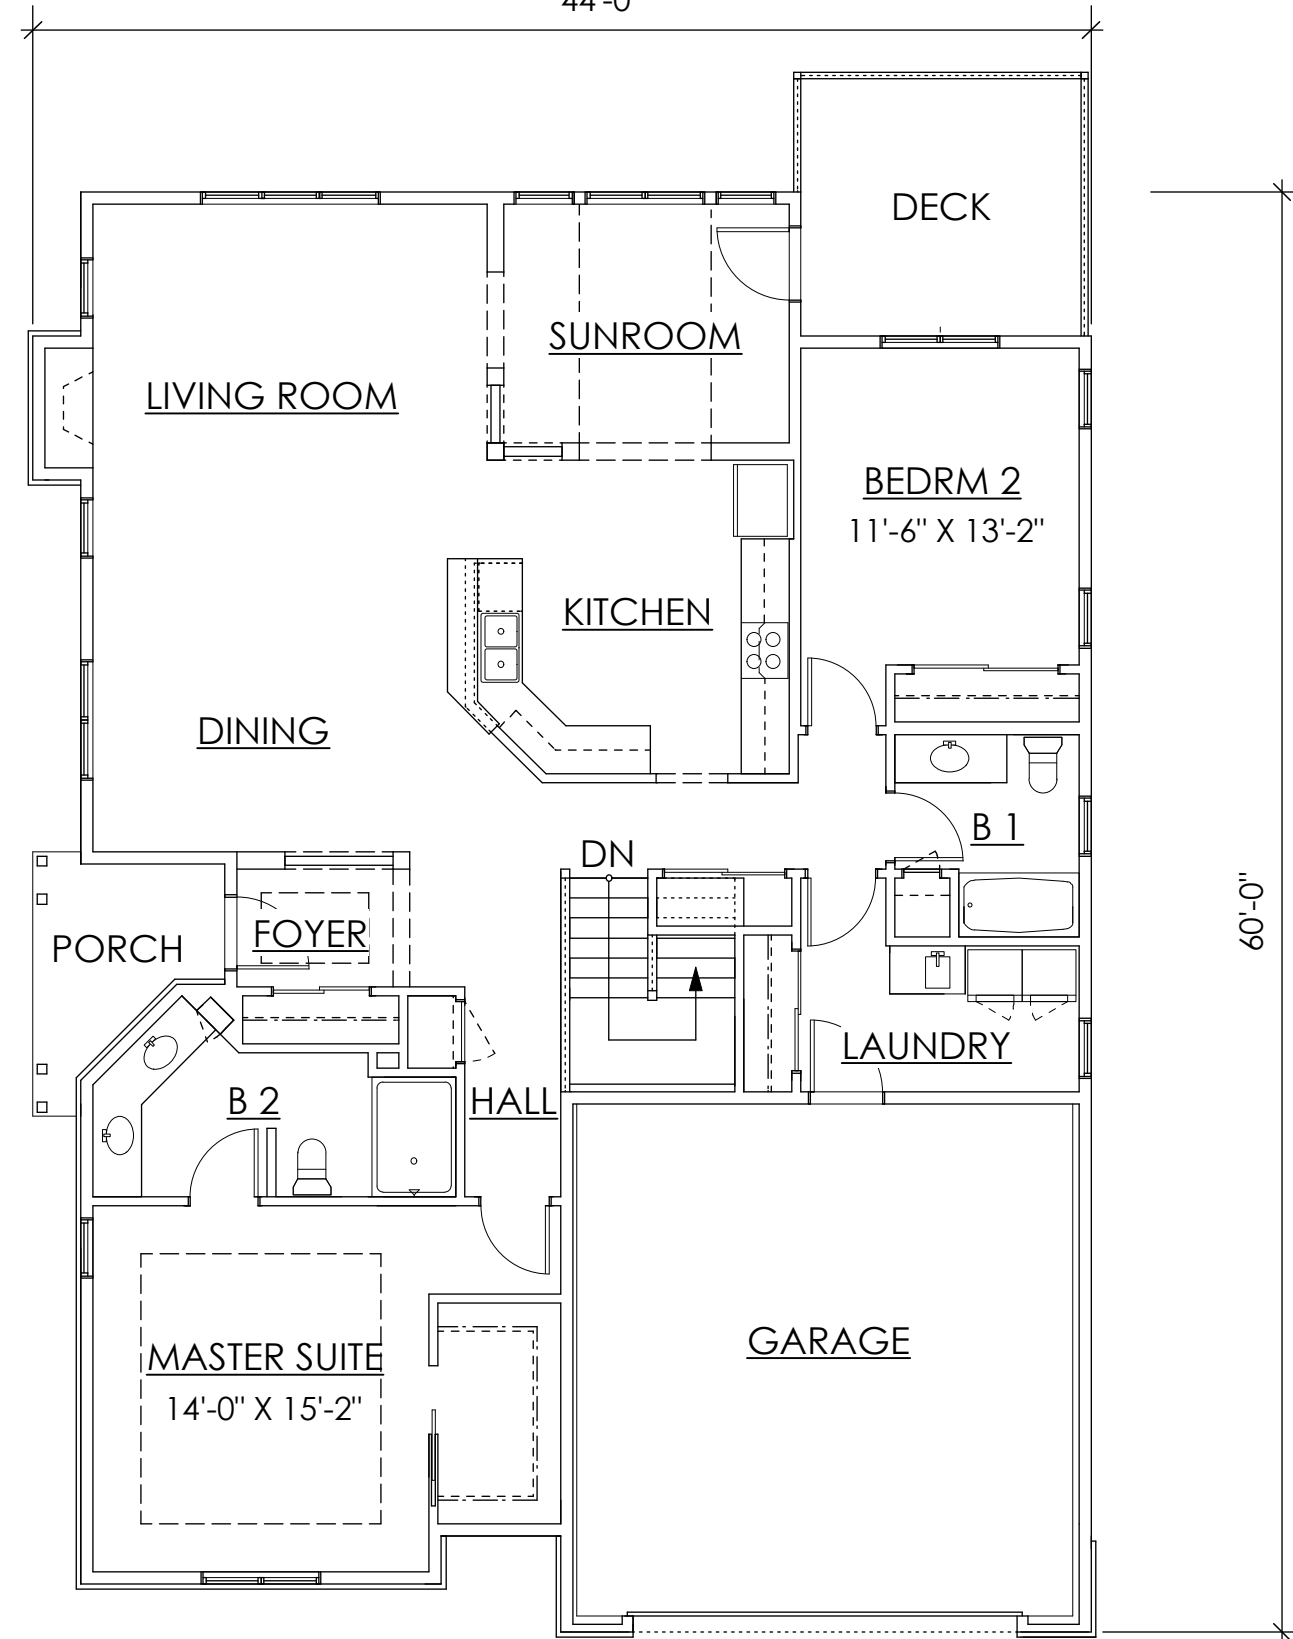 44'-0"
DECK
SUNROOM
LIVING ROOM
BEDRM 2
11'-6" X 13'-2"
KITCHEN
DINING
B 1
DN
60'-0"
FOYER
PORCH
LAUNDRY
B 2
HALL
GARAGE
MASTER SUITE
14'-0" X 15'-2"